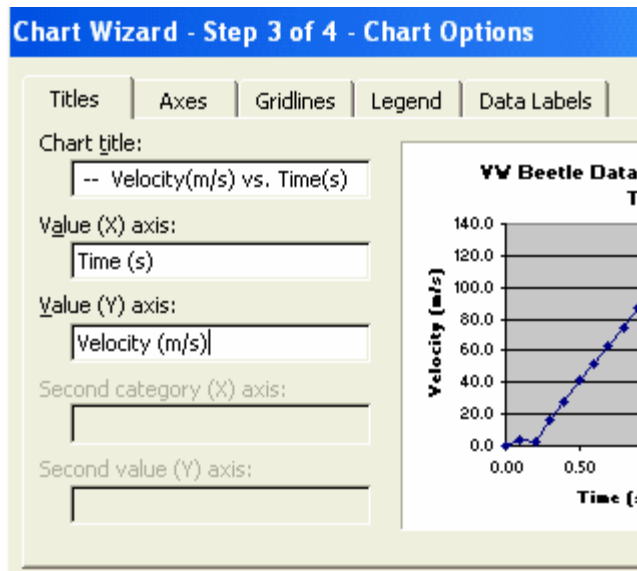 Chart Wizard - Step 3 of 4 - Chart Options
Titles Axes Gridlines Legend Data Labels
Chart title:
-- Velocity(m/s) vs. Time(s)
Value (X) axis:
Time (s)
Value (Y) axis:
Velocity (m/s)
Second category (X) axis:
Second value (Y) axis:
VW Beetle Data
T
Velocity (m/s)
140.0
120.0
100.0
80.0
60.0
40.0
20.0
0.0
0.00 0.50
Time (s